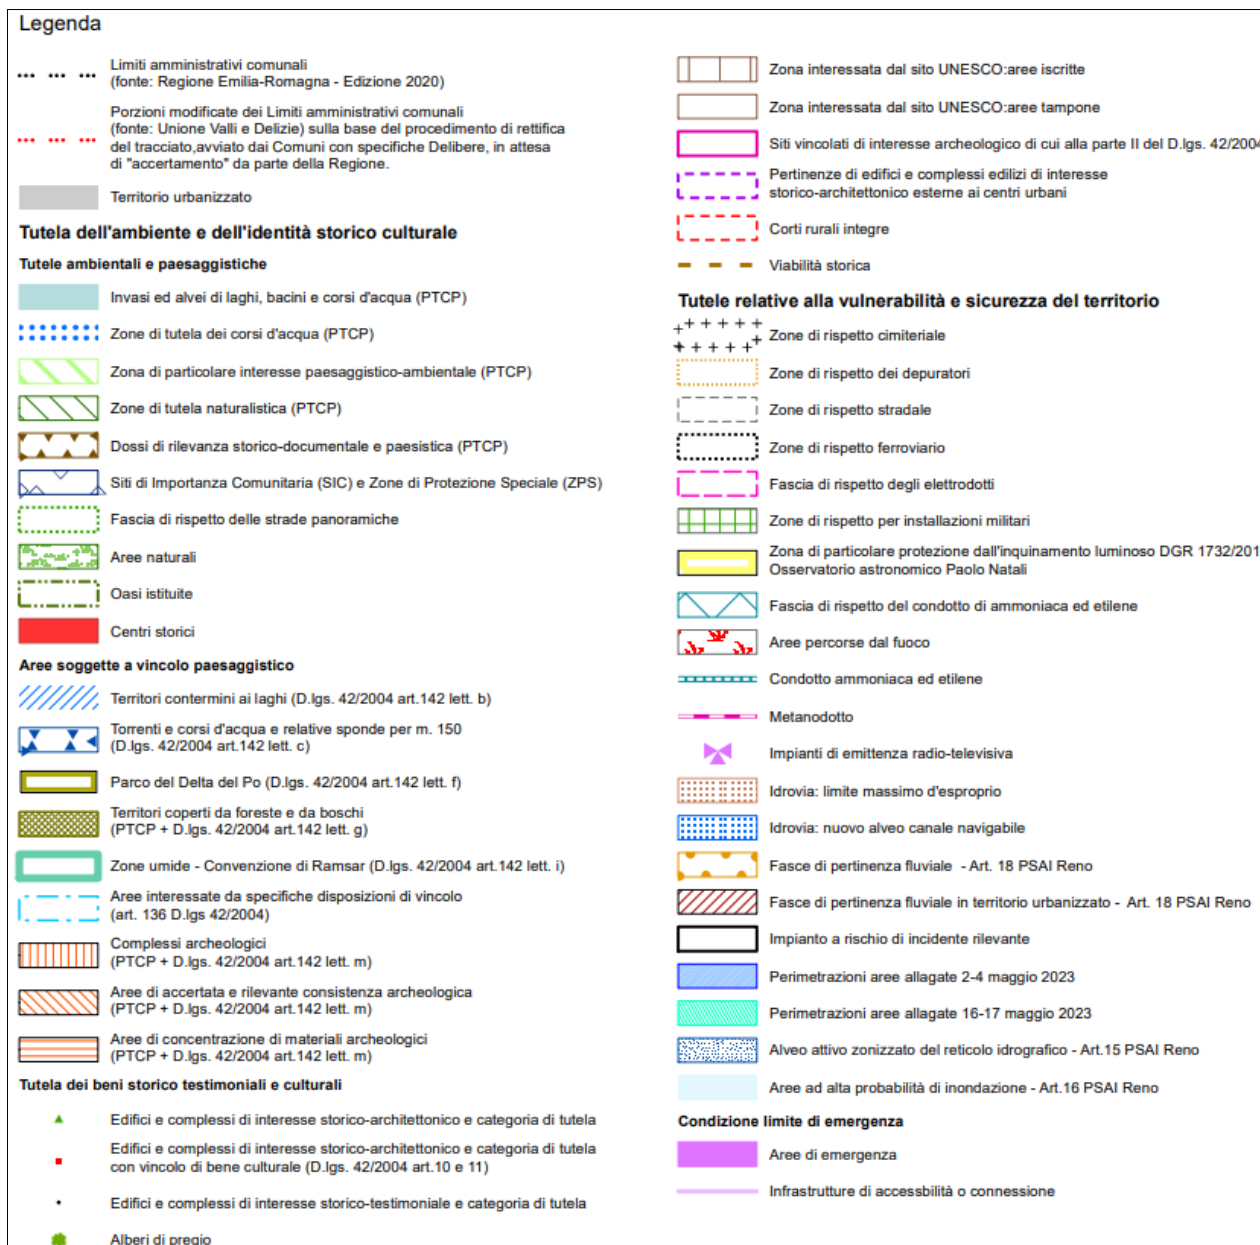 Legenda
Limiti amministrativi comunali
(fonte: Regione Emilia-Romagna - Edizione 2020)
Porzioni modificate dei Limiti amministrativi comunali
(fonte: Unione Valli e Delizie) sulla base del procedimento di rettifica
del tracciato,avviato dai Comuni con specifiche Delibere, in attesa
di "accertamento" da parte della Regione.
Territorio urbanizzato
Tutela dell'ambiente e dell'identità storico culturale
Tutele ambientali e paesaggistiche
Invasi ed alvei di laghi, bacini e corsi d'acqua (PTCP)
Zone di tutela dei corsi d'acqua (PTCP)
Zona di particolare interesse paesaggistico-ambientale (PTCP)
Zone di tutela naturalistica (PTCP)
Dossi di rilevanza storico-documentale e paesistica (PTCP)
Siti di Importanza Comunitaria (SIC) e Zone di Protezione Speciale (ZPS)
Fascia di rispetto delle strade panoramiche
Aree naturali
Oasi istituite
Centri storici
Aree soggette a vincolo paesaggistico
Territori contermini ai laghi (D.lgs. 42/2004 art.142 lett. b)
Torrenti e corsi d'acqua e relative sponde per m. 150
(D.lgs. 42/2004 art.142 lett. c)
Parco del Delta del Po (D.lgs. 42/2004 art.142 lett. f)
Territori coperti da foreste e da boschi
(PTCP + D.lgs. 42/2004 art.142 lett. g)
Zone umide - Convenzione di Ramsar (D.lgs. 42/2004 art.142 lett. i)
Aree interessate da specifiche disposizioni di vincolo
(art. 136 D.lgs 42/2004)
Complessi archeologici
(PTCP + D.lgs. 42/2004 art.142 lett. m)
Aree di accertata e rilevante consistenza archeologica
(PTCP + D.lgs. 42/2004 art.142 lett. m)
Aree di concentrazione di materiali archeologici
(PTCP + D.lgs. 42/2004 art.142 lett. m)
Tutela dei beni storico testimoniali e culturali
Edifici e complessi di interesse storico-architettonico e categoria di tutela
Edifici e complessi di interesse storico-architettonico e categoria di tutela
con vincolo di bene culturale (D.lgs. 42/2004 art.10 e 11)
Edifici e complessi di interesse storico-testimoniale e categoria di tutela
Alberi di pregio
Zona interessata dal sito UNESCO:aree iscritte
Zona interessata dal sito UNESCO:aree tampone
Siti vincolati di interesse archeologico di cui alla parte II del D.lgs. 42/2004
Pertinenze di edifici e complessi edilizi di interesse
storico-architettonico esterne ai centri urbani
Corti rurali integre
Viabilità storica
Tutele relative alla vulnerabilità e sicurezza del territorio
Zone di rispetto cimiteriale
Zone di rispetto dei depuratori
Zone di rispetto stradale
Zone di rispetto ferroviario
Fascia di rispetto degli elettrodotti
Zone di rispetto per installazioni militari
Zona di particolare protezione dall'inquinamento luminoso DGR 1732/201
Osservatorio astronomico Paolo Natali
Fascia di rispetto del condotto di ammoniaca ed etilene
Aree percorse dal fuoco
Condotto ammoniaca ed etilene
Metanodotto
Impianti di emittenza radio-televisiva
Idrovia: limite massimo d'esproprio
Idrovia: nuovo alveo canale navigabile
Fasce di pertinenza fluviale - Art. 18 PSAI Reno
Fasce di pertinenza fluviale in territorio urbanizzato - Art. 18 PSAI Reno
Impianto a rischio di incidente rilevante
Perimetrazioni aree allagate 2-4 maggio 2023
Perimetrazioni aree allagate 16-17 maggio 2023
Alveo attivo zonizzato del reticolo idrografico - Art.15 PSAI Reno
Aree ad alta probabilità di inondazione - Art.16 PSAI Reno
Condizione limite di emergenza
Aree di emergenza
Infrastrutture di accessbilità o connessione